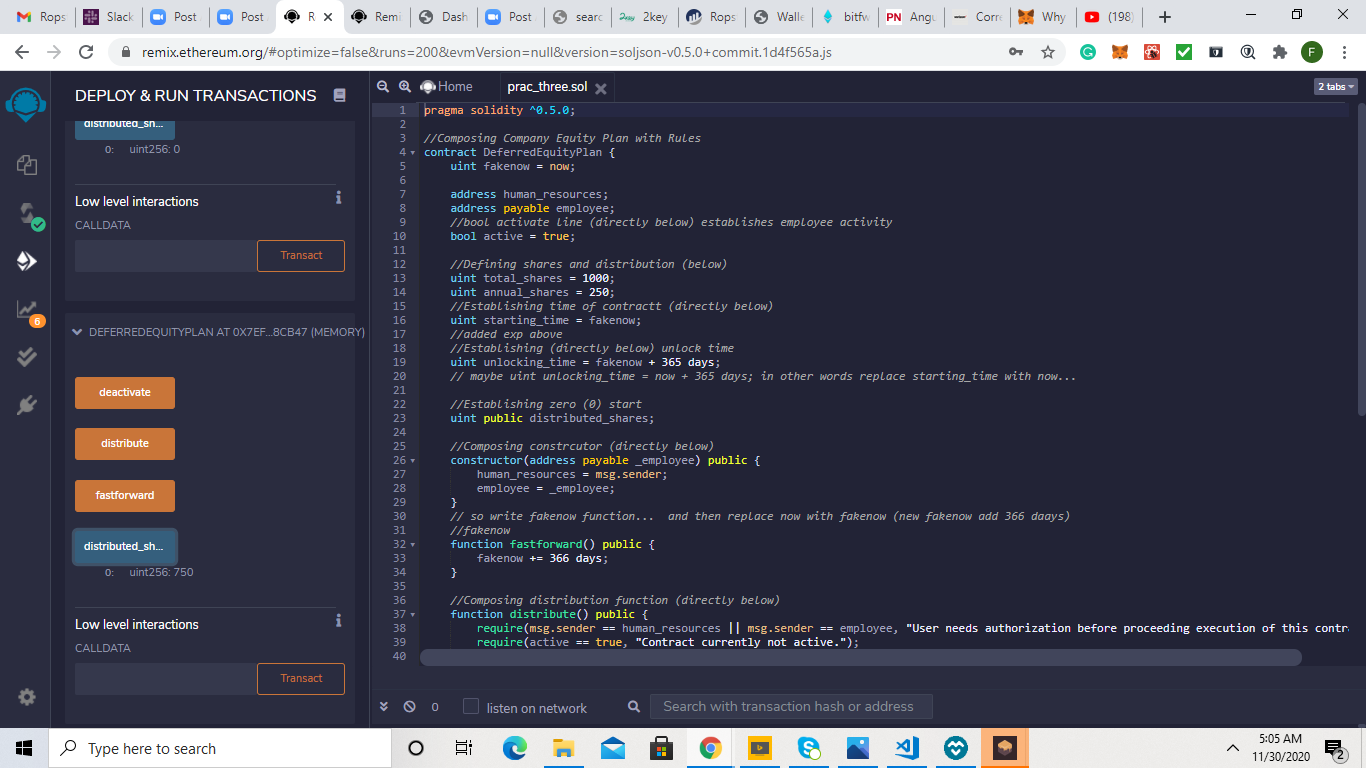 Rops
Slack
Post
Post
R
Remi
Dash
Post
searc
2key
2key
Rops
Walle
bitfw
PN
Angu
Corre
Why
(198)
remix.ethereum.org/#optimize=false&runs=200&evmVersion=null&version=soljson-v0.5.0+commit.1d4f565a.js
F
DEPLOY & RUN TRANSACTIONS
distributed_sh...
0: uint256: 0
Low level interactions
CALLDATA
Transact
6
DEFERREDEQUITYPLAN AT 0X7EF...8CB47 (MEMORY)
deactivate
distribute
fastforward
distributed_sh...
0: uint256: 750
Low level interactions
CALLDATA
Transact
Home
prac_three.sol
2 tabs
1 pragma solidity ^0.5.0;
2
3 //Composing Company Equity Plan with Rules
4 contract DeferredEquityPlan {
5 uint fakenow = now;
6
7 address human_resources;
8 address payable employee;
9 //bool activate line (directly below) establishes employee activity
10 bool active = true;
11
12 //Defining shares and distribution (below)
13 uint total_shares = 1000;
14 uint annual_shares = 250;
15 //Establishing time of contractt (directly below)
16 uint starting_time = fakenow;
17 //added exp above
18 //Establishing (directly below) unlock time
19 uint unlocking_time = fakenow + 365 days;
20 // maybe uint unlocking_time = now + 365 days; in other words replace starting_time with now...
21
22 //Establishing zero (0) start
23 uint public distributed_shares;
24
25 //Composing constrcutor (directly below)
26 constructor(address payable _employee) public {
27 human_resources = msg.sender;
28 employee = _employee;
29 }
30 // so write fakenow function... and then replace now with fakenow (new fakenow add 366 daays)
31 //fakenow
32 function fastforward() public {
33 fakenow += 366 days;
34 }
35
36 //Composing distribution function (directly below)
37 function distribute() public {
38 require(msg.sender == human_resources || msg.sender == employee, "User needs authorization before proceeding execution of this contr
39 require(active == true, "Contract currently not active.");
40
0
listen on network
Search with transaction hash or address
Type here to search
5:05 AM
11/30/2020
2